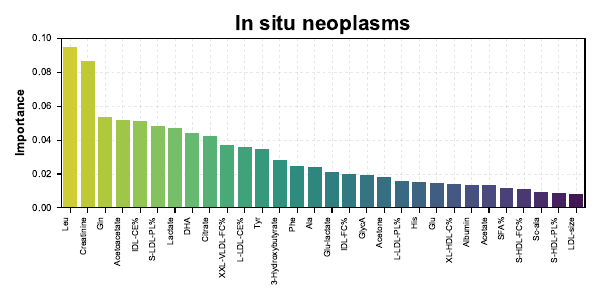 In situ neoplasms
Importance
0.10
0.08
0.06
0.04
0.02
0.00
Leu
Creatinine
Gln
Acetoacetate
IDL-CE%
S-LDL-PL%
Lactate
DHA
Citrate
XXL-VLDL-FC%
L-LDL-CE%
Tyr
3-Hydroxybutyrate
Phe
Ala
Glu-lactate
IDL-FC%
GlycA
Acetone
L-LDL-PL%
His
Glu
XL-HDL-C%
Albumin
Acetate
SFA%
S-HDL-FC%
Sc-ala
S-HDL-PL%
LDL-size